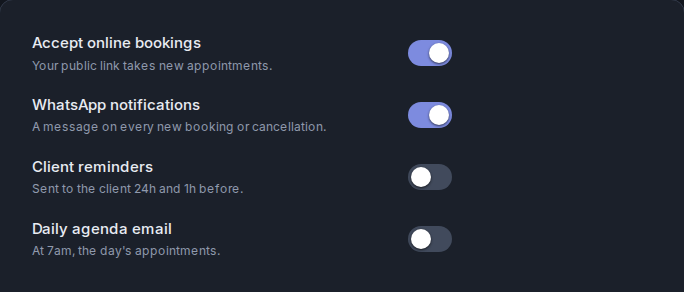 Accept online bookings
Your public link takes new appointments.
WhatsApp notifications
A message on every new booking or cancellation.
Client reminders
Sent to the client 24h and 1h before.
Daily agenda email
At 7am, the day's appointments.